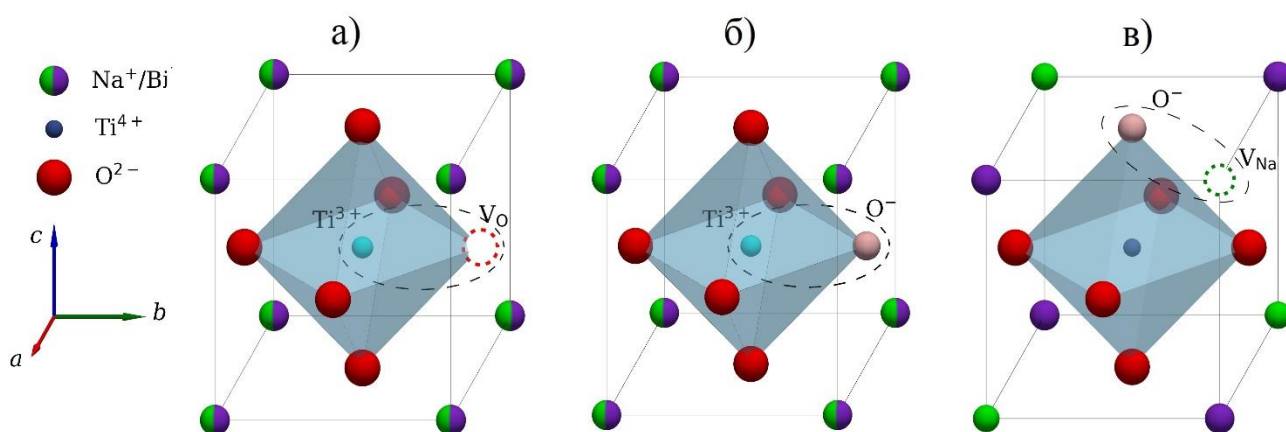 а)
б)
в)
Na⁺/Bi
Ti⁴⁺
O²⁻
c
b
a
Ti³⁺
V_O
Ti³⁺
O⁻
O⁻
V_Na